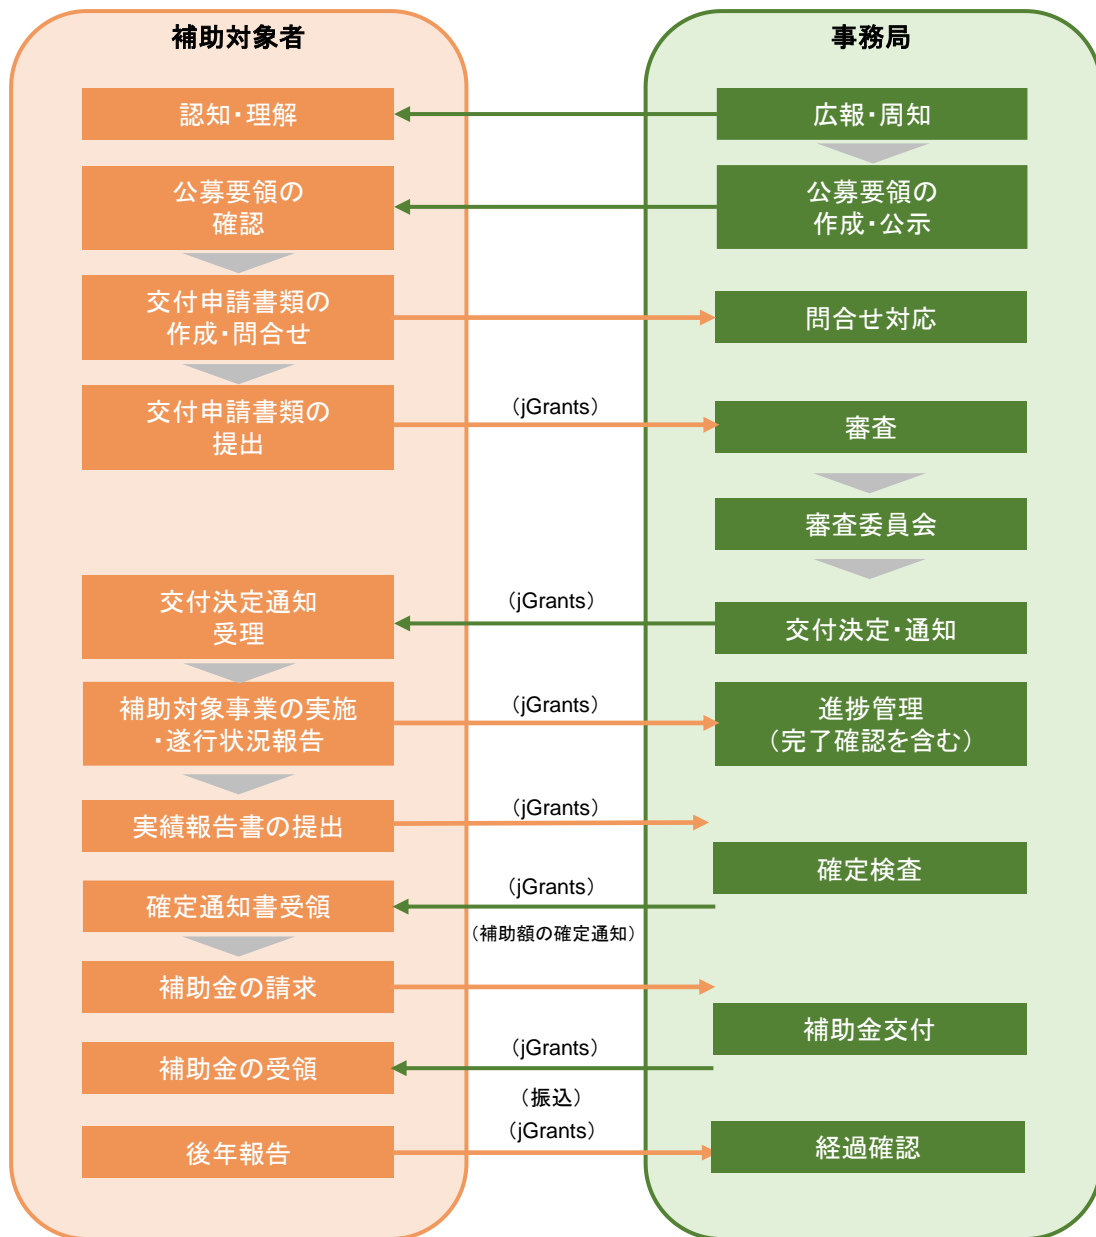 補助対象者
事務局
認知・理解
広報・周知
公募要領の
確認
公募要領の
作成・公示
交付申請書類の
作成・問合せ
問合せ対応
交付申請書類の
提出
（jGrants）
審査
審査委員会
交付決定通知
受理
（jGrants）
交付決定・通知
補助対象事業の実施
・遂行状況報告
（jGrants）
進捗管理
（完了確認を含む）
実績報告書の提出
（jGrants）
確定検査
確定通知書受領
（jGrants）
（補助額の確定通知）
補助金の請求
補助金交付
補助金の受領
（jGrants）
（振込）
後年報告
（jGrants）
経過確認